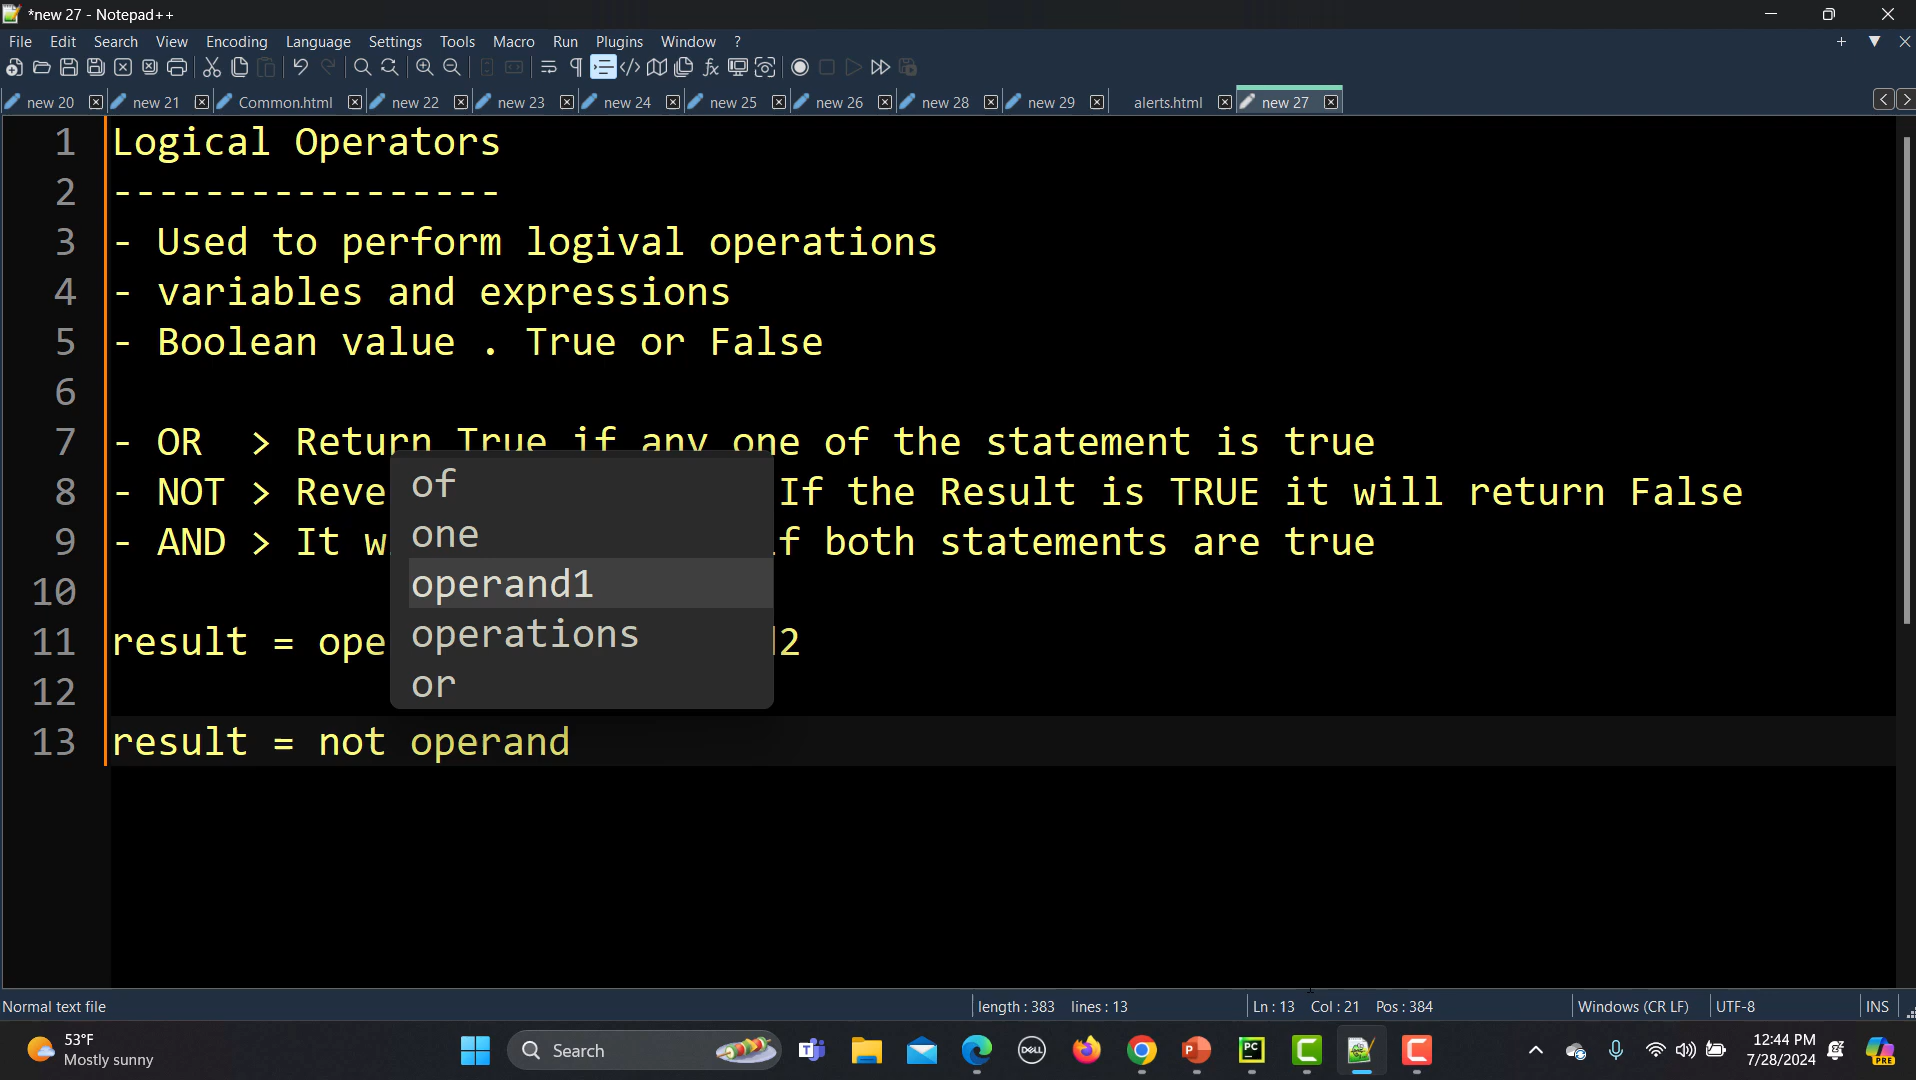 *new 27 - Notepad++
File Edit Search View Encoding Language Settings Tools Macro Run Plugins Window ?
new 20 new 21 Common.html new 22 new 23 new 24 new 25 new 26 new 28 new 29 alerts.html new 27
1 Logical Operators
2 -----------------
3 - Used to perform logival operations
4 - variables and expressions
5 - Boolean value . True or False
6
7 - OR > Return True if any one of the statement is true
8 - NOT > Reve If the Result is TRUE it will return False
9 - AND > It both statements are true
10
11 result = ope 2
12
13 result = not operand
of
one
operand1
operations
or
Normal text file length : 383 lines : 13 Ln : 13 Col : 21 Pos : 384 Windows (CR LF) UTF-8 INS
53°F
Mostly sunny
Search
DELL
12:44 PM
7/28/2024
PRE